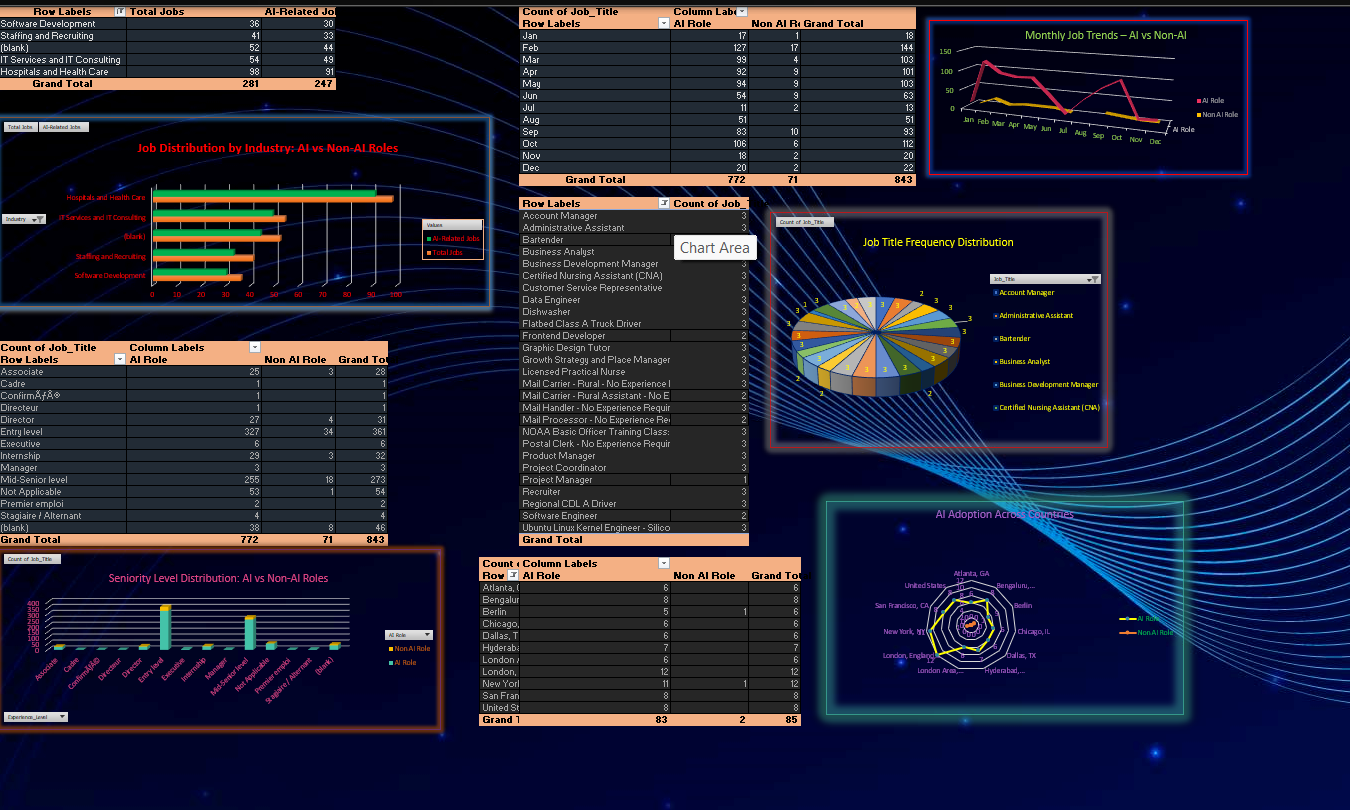 Row Labels Total Jobs AI-Related Jo
Software Development 36 30
Staffing and Recruiting 41 33
(blank) 52 44
IT Services and IT Consulting 54 49
Hospitals and Health Care 98 91
Grand Total 281 247
Total Jobs AI-Related Jobs
Job Distribution by Industry: AI vs Non-AI Roles
Industry
Hospitals and Health Care
IT Services and IT Consulting
(blank)
Staffing and Recruiting
Software Development
0 10 20 30 40 50 60 70 80 90 100
Values
AI-Related Jobs
Total Jobs
Count of Job_Title Column Labels
Row Labels AI Role Non AI Role Grand Tot
Associate 25 3 28
Cadre 1 1
ConfirmÃƒÂ® 1 1
Directeur 1 1
Director 27 4 31
Entry level 327 34 361
Executive 6 6
Internship 29 3 32
Manager 3 3
Mid-Senior level 255 18 273
Not Applicable 53 1 54
Premier emploi 2 2
Stagiaire / Alternant 4 4
(blank) 38 8 46
Grand Total 772 71 843
Count of Job_Title
Seniority Level Distribution: AI vs Non-AI Roles
400
350
300
250
200
150
100
50
0
Associate Cadre ConfirmÃƒÂ® Directeur Director Entry level Executive Internship Manager Mid-Senior level Not Applicable Premier emploi Stagiaire / Alternant (blank)
AI Role
Non AI Role
AI Role
Experience_Level
Count of Job_Title Column Labe
Row Labels AI Role Non AI Ro Grand Total
Jan 17 1 18
Feb 127 17 144
Mar 99 4 103
Apr 92 9 101
May 94 9 103
Jun 54 9 63
Jul 11 2 13
Aug 51 51
Sep 83 10 93
Oct 106 6 112
Nov 18 2 20
Dec 20 2 22
Grand Total 772 71 843
Row Labels Count of Job_T
Account Manager 3
Administrative Assistant 3
Bartender
Business Analyst
Business Development Manager 3
Certified Nursing Assistant (CNA) 3
Customer Service Representative 3
Data Engineer 3
Dishwasher 3
Flatbed Class A Truck Driver 3
Frontend Developer 2
Graphic Design Tutor 3
Growth Strategy and Place Manager 3
Licensed Practical Nurse 3
Mail Carrier - Rural - No Experience 3
Mail Carrier - Rural Assistant - No E 2
Mail Handler - No Experience Requir 3
Mail Processor - No Experience Rec 2
NOAA Basic Officer Training Class: 3
Postal Clerk - No Experience Requir 3
Product Manager 3
Project Coordinator 3
Project Manager 1
Recruiter 3
Regional CDL A Driver 3
Software Engineer 2
Ubuntu Linux Kernel Engineer - Silico 3
Grand Total
Chart Area
Count o Column Labels
Row AI Role Non AI Role Grand Tot
Atlanta, G 6 6
Bengalur 8 8
Berlin 5 1 6
Chicago, 6 6
Dallas, T 6 6
Hyderaba 7 7
London A 6 6
London, 12 12
New Yor 11 1 12
San Fran 8 8
United St 8 8
Grand T 83 2 85
Monthly Job Trends – AI vs Non-AI
150
100
50
0
Jan Feb Mar Apr May Jun Jul Aug Sep Oct Nov Dec
AI Role
AI Role
Non AI Role
Count of Job_Title
Job Title Frequency Distribution
Job_Title
Account Manager
Administrative Assistant
Bartender
Business Analyst
Business Development Manager
Certified Nursing Assistant (CNA)
AI Adoption Across Countries
Atlanta, GA
Bengaluru,...
Berlin
Chicago, IL
Dallas, TX
Hyderabad,...
London Area,...
London, England
New York, NY
San Francisco, CA
United States
AI Role
Non AI Role